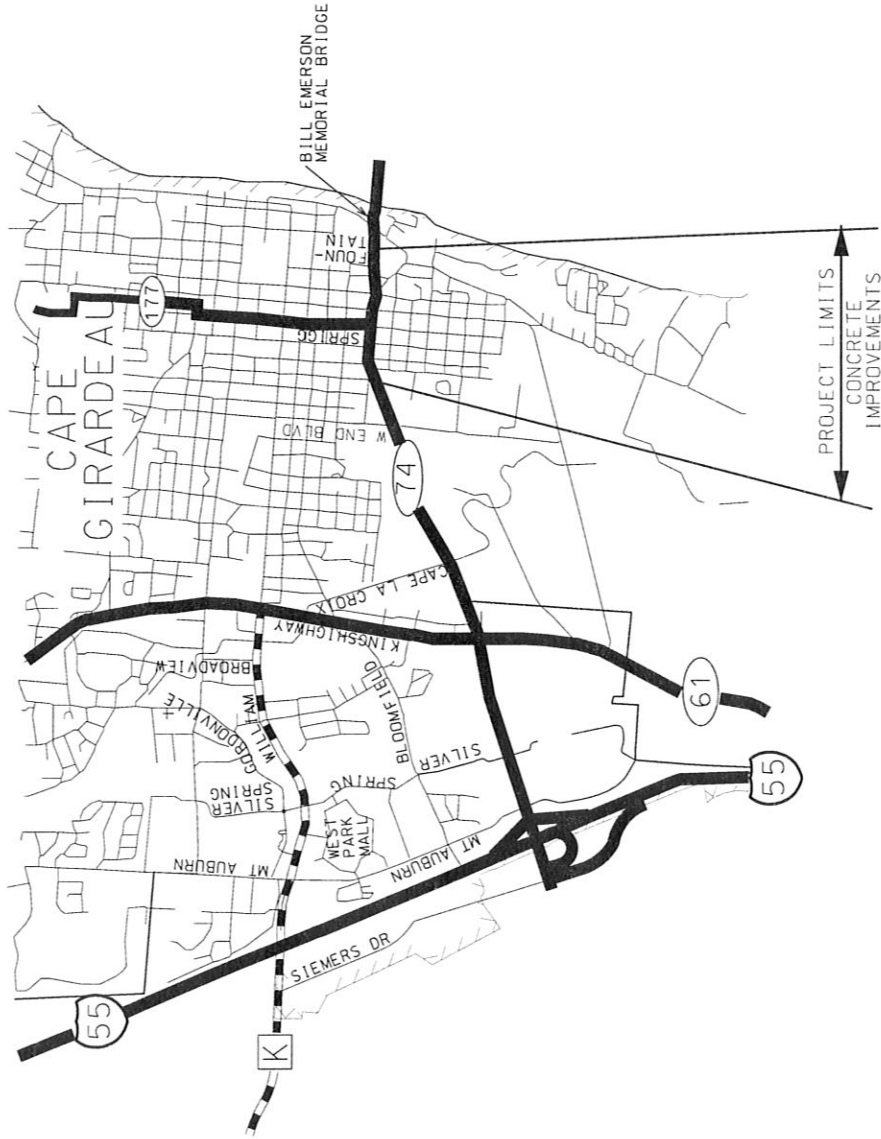 BILL EMERSON
MEMORIAL BRIDGE
CAPE
GIRARDEAU
177
FOUN-
TAIN
SPRIGG
W END BLVD
74
CAPE LA CROIX
KINGSHIGHWAY
BROADVIEW
GORDONVILLE
WILLIAM
BLOOMFIELD
SILVER
SPRING
SILVER
SPRING
WEST
PARK
MALL
MT AUBURN
MT AUBURN
SIEMERS DR
55
K
61
55
PROJECT LIMITS
CONCRETE
IMPROVEMENTS